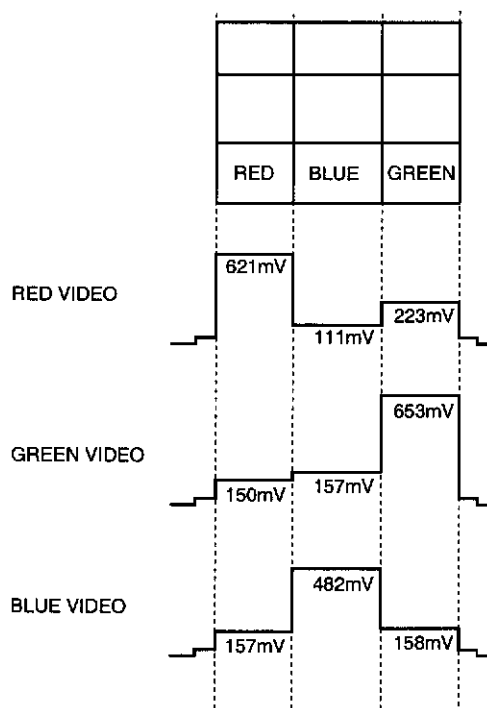 RED BLUE GREEN
621mV
RED VIDEO
223mV
111mV
653mV
GREEN VIDEO
150mV 157mV
482mV
BLUE VIDEO
157mV 158mV